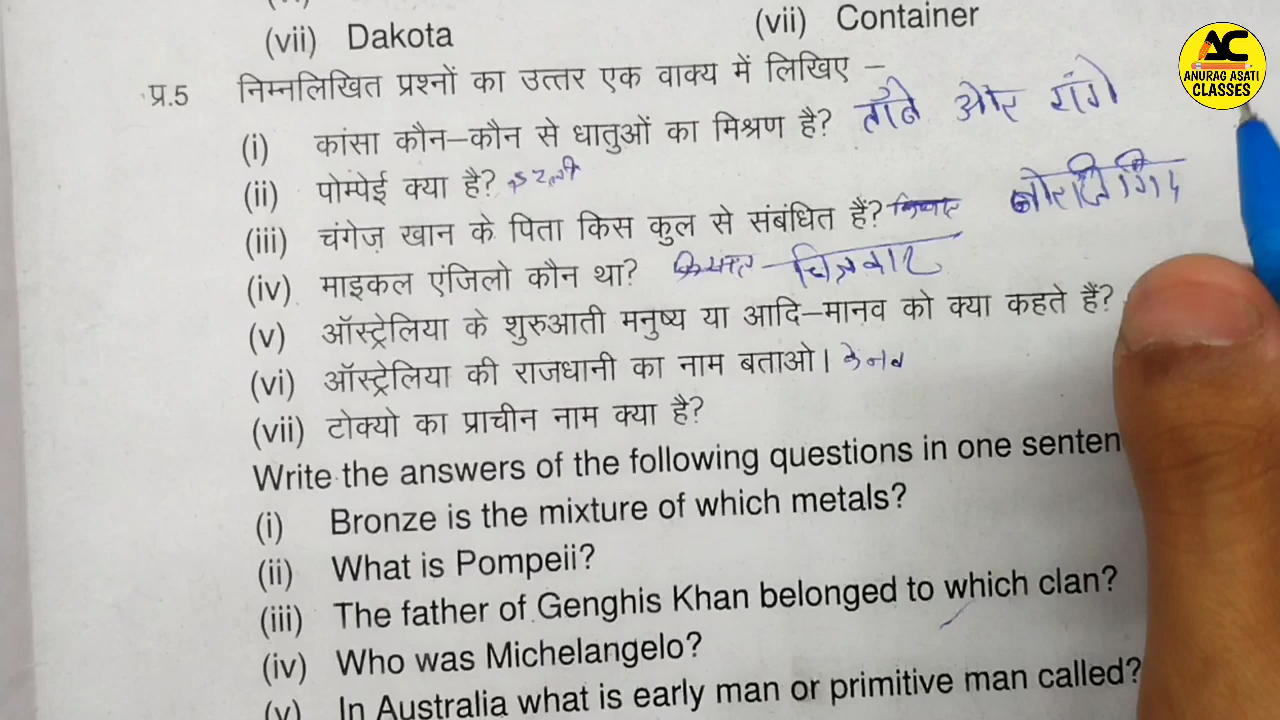 (vii) Dakota (vii) Container
AC
ANURAG ASATI
CLASSES
प्र.5 निम्नलिखित प्रश्नों का उत्तर एक वाक्य में लिखिए –
(i) कांसा कौन–कौन से धातुओं का मिश्रण है? ताँबे और रांगे
(ii) पोम्पेई क्या है?
(iii) चंगेज़ खान के पिता किस कुल से संबंधित हैं?
(iv) माइकल एंजिलो कौन था? चित्रकार
(v) ऑस्ट्रेलिया के शुरुआती मनुष्य या आदि–मानव को क्या कहते हैं?
(vi) ऑस्ट्रेलिया की राजधानी का नाम बताओ। केनब
(vii) टोक्यो का प्राचीन नाम क्या है?
Write the answers of the following questions in one senten
(i) Bronze is the mixture of which metals?
(ii) What is Pompeii?
(iii) The father of Genghis Khan belonged to which clan?
(iv) Who was Michelangelo?
(v) In Australia what is early man or primitive man called?